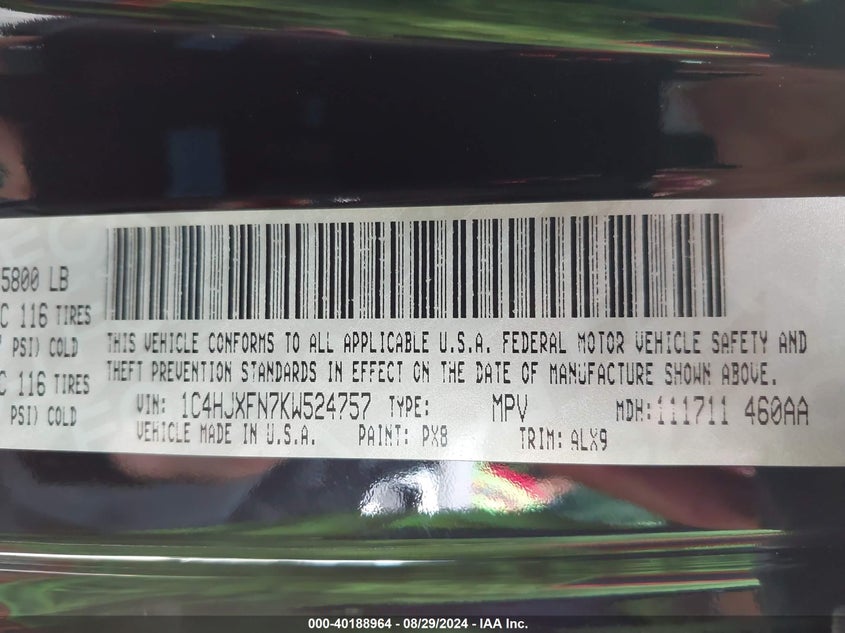 5800 LB
C 116 TIRES
PSI) COLD
C 116 TIRES
PSI) COLD
THIS VEHICLE CONFORMS TO ALL APPLICABLE U.S.A. FEDERAL MOTOR VEHICLE SAFETY AND
THEFT PREVENTION STANDARDS IN EFFECT ON THE DATE OF MANUFACTURE SHOWN ABOVE.
VIN: 1C4HJXFN7KW524757 TYPE: MPV MDH: 111711 460AA
VEHICLE MADE IN U.S.A. PAINT: PX8 TRIM: ALX9
000-40188964 - 08/29/2024 - IAA Inc.